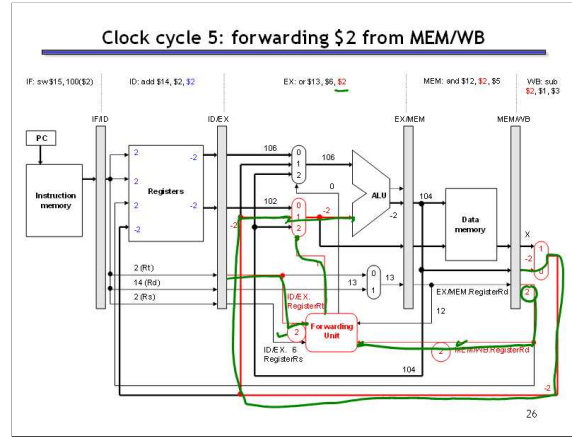 Clock cycle 5: forwarding $2 from MEM/WB
IF: sw $15, 100($2)
ID: add $14, $2, $2
EX: or $13, $6, $2
MEM: and $12, $2, $5
WB: sub
$2, $1, $3
IF/ID
ID/EX
EX/MEM
MEM/WB
PC
Instruction
memory
2
2
2
-2
-2
-2
Registers
106
102
-2
0
1
2
0
1
2
106
-2
0
1
ALU
104
-2
Data
memory
X
-2
1
0
2 (Rt)
14 (Rd)
2 (Rs)
13
0
1
13
EX/MEM.RegisterRd
2
12
ID/EX.
RegisterRt
2
Forwarding
Unit
ID/EX. 6
RegisterRs
2
MEM/WB.RegisterRd
104
-2
26